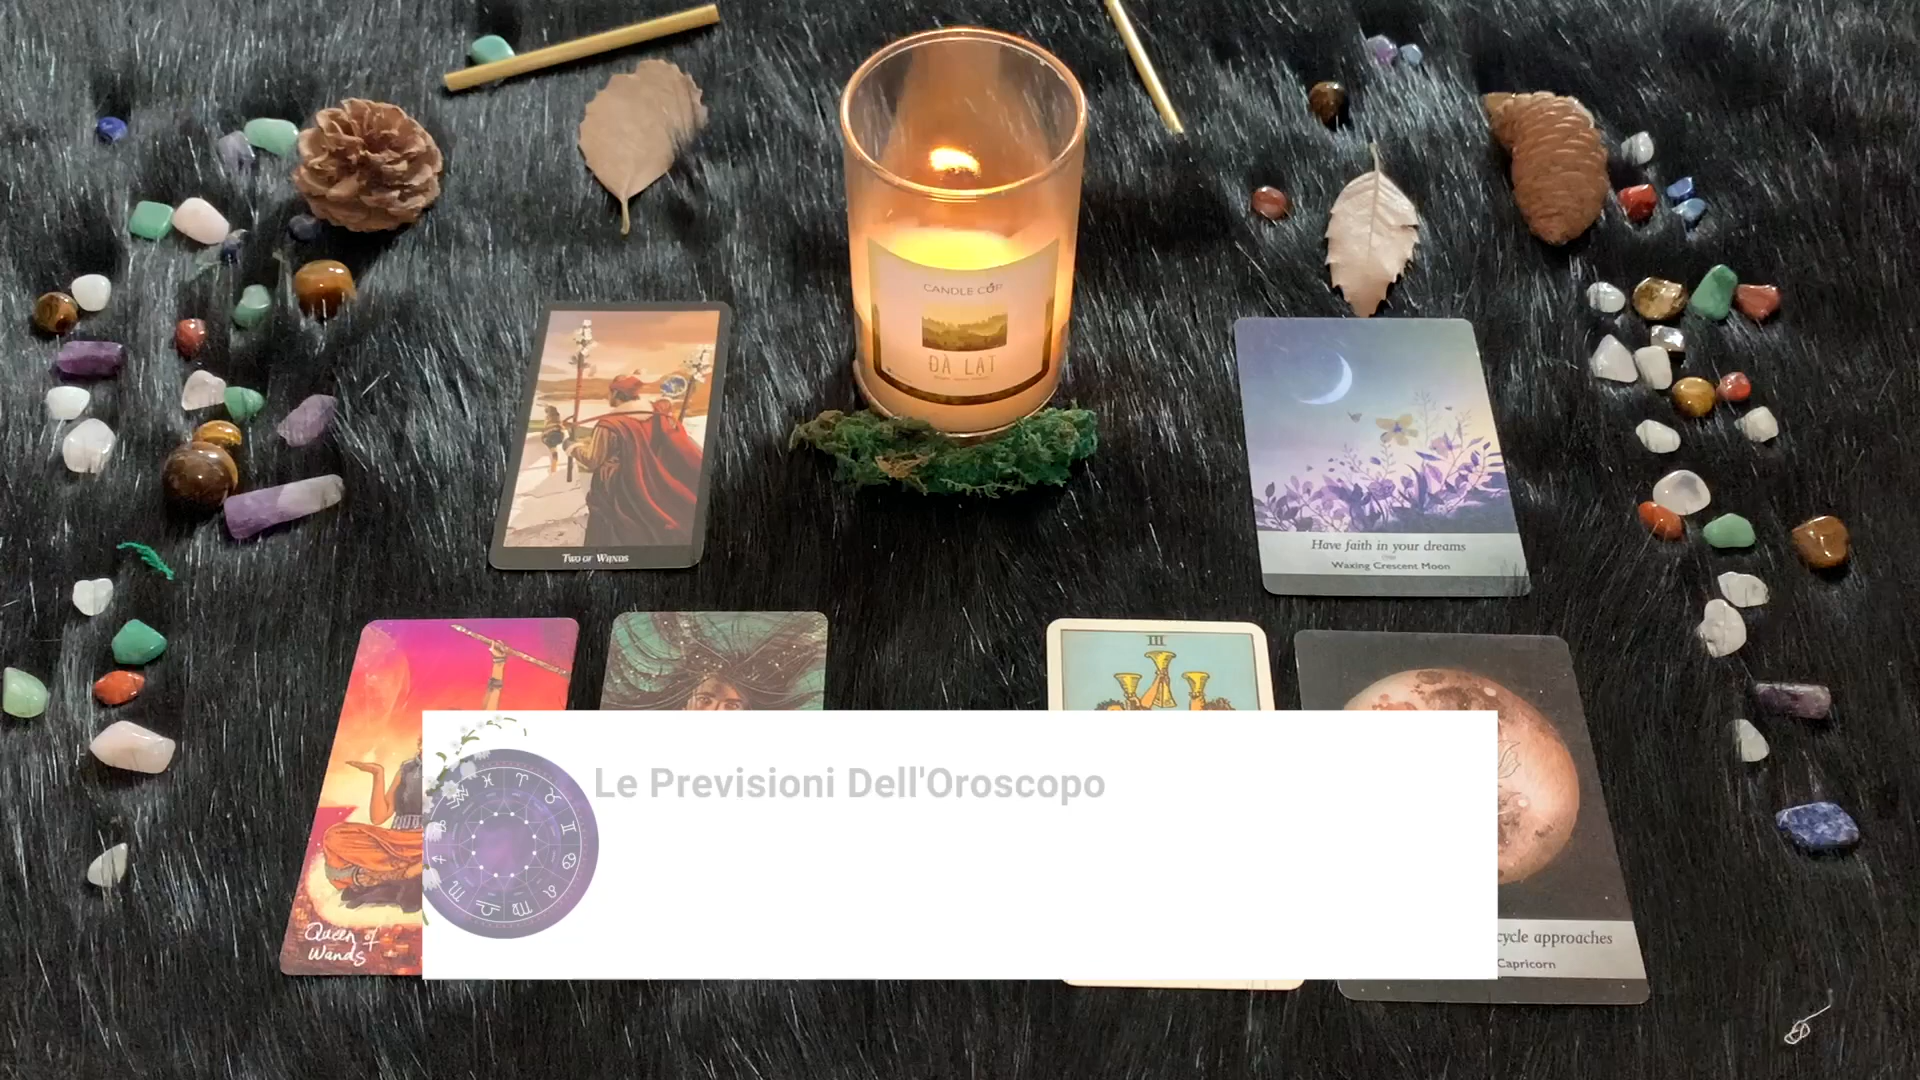 CANDLE CUP
ĐÀ LẠT
TWO OF WANDS
Have faith in your dreams
Waxing Crescent Moon
III
Queen of
Wands
Le Previsioni Dell'Oroscopo
cycle approaches
Capricorn